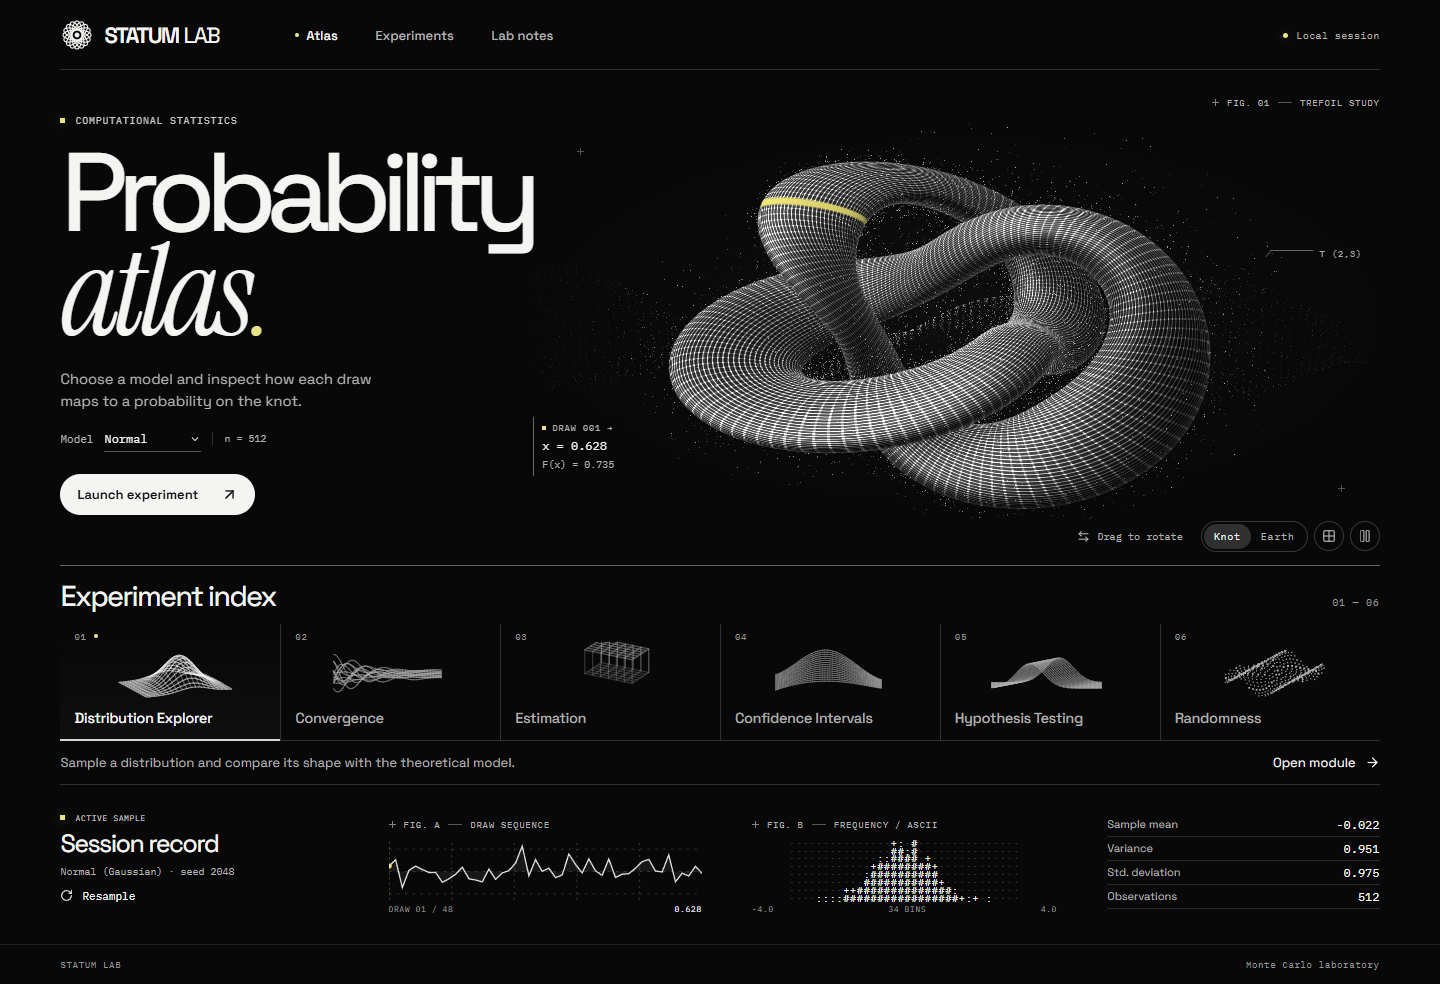 STATUM LAB
Atlas
Experiments
Lab notes
Local session
FIG. 01 — TREFOIL STUDY
COMPUTATIONAL STATISTICS
Probability
atlas.
T (2,3)
Choose a model and inspect how each draw
maps to a probability on the knot.
Model Normal
n = 512
DRAW 001 →
x = 0.628
F(x) = 0.735
Launch experiment
Drag to rotate
Knot
Earth
Experiment index
01 — 06
01
Distribution Explorer
02
Convergence
03
Estimation
04
Confidence Intervals
05
Hypothesis Testing
06
Randomness
Sample a distribution and compare its shape with the theoretical model.
Open module →
ACTIVE SAMPLE
Session record
Normal (Gaussian) · seed 2048
Resample
FIG. A — DRAW SEQUENCE
DRAW 01 / 48
0.628
FIG. B — FREQUENCY / ASCII
-4.0
34 BINS
4.0
Sample mean -0.022
Variance 0.951
Std. deviation 0.975
Observations 512
STATUM LAB
Monte Carlo laboratory